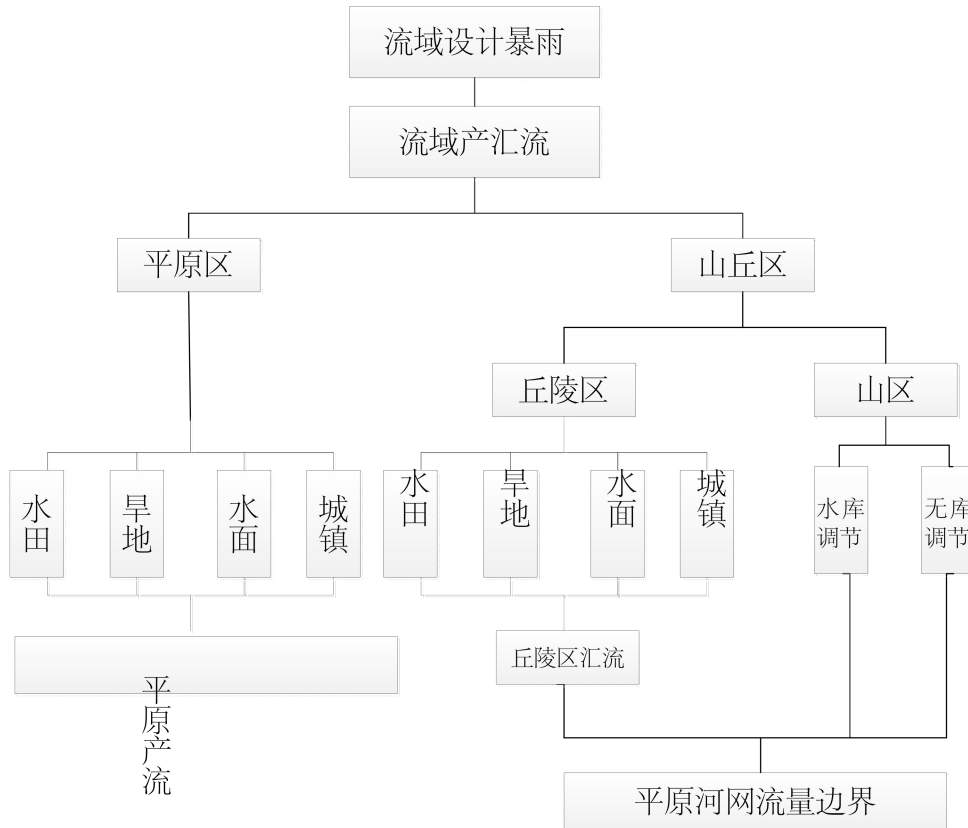 流域设计暴雨
流域产汇流
平原区
山丘区
丘陵区
山区
水田
旱地
水面
城镇
水田
旱地
水面
城镇
水库
调节
无库
调节
丘陵区汇流
平原产流
平原河网流量边界